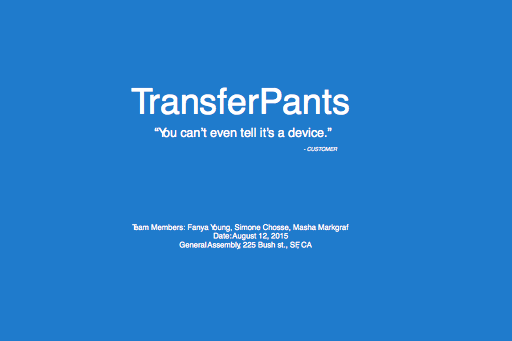 TransferPants
“You can’t even tell it’s a device.”
- CUSTOMER
Team Members: Fanya Young, Simone Chosse, Masha Markgraf
Date: August 12, 2015
General Assembly, 225 Bush st., SF, CA